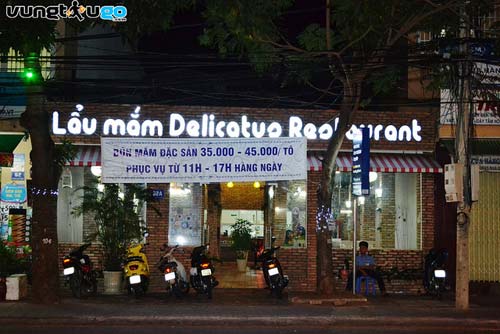 vungtauGO
Lẩu mắm Delicatus Restaurant
BÚN MẮM ĐẶC SẢN 35.000 - 45.000/ TÔ
PHỤC VỤ TỪ 11H - 17H HÀNG NGÀY